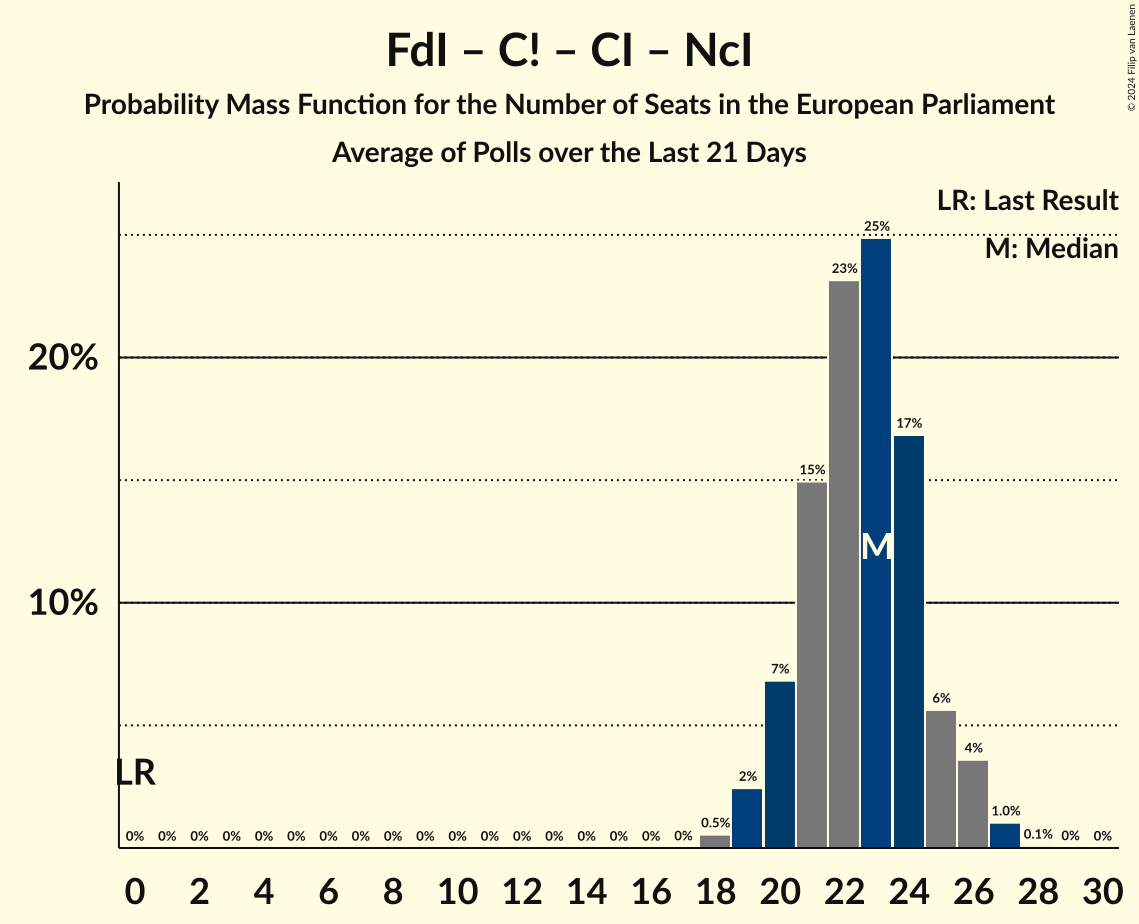 FdI – C! – CI – NcI
Probability Mass Function for the Number of Seats in the European Parliament
Average of Polls over the Last 21 Days
© 2024 Filip van Laenen
LR: Last Result
M: Median
20%
10%
LR
M
0% 0% 0% 0% 0% 0% 0% 0% 0% 0% 0% 0% 0% 0% 0% 0% 0% 0% 0.5% 2% 7% 15% 23% 25% 17% 6% 4% 1.0% 0.1% 0% 0%
0 2 4 6 8 10 12 14 16 18 20 22 24 26 28 30